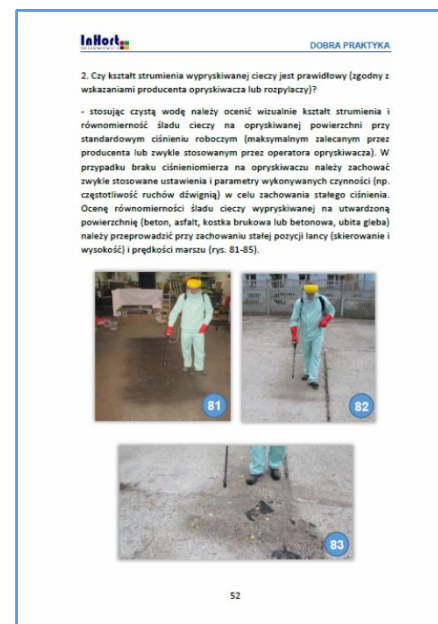 InHort
DOBRA PRAKTYKA
2. Czy kształt strumienia wypryskiwanej cieczy jest prawidłowy (zgodny z
wskazaniami producenta opryskiwacza lub rozpylaczy)?
- stosując czystą wodę należy ocenić wizualnie kształt strumienia i
równomierność śladu cieczy na opryskiwanej powierzchni przy
standardowym ciśnieniu roboczym (maksymalnym zalecanym przez
producenta lub zwykle stosowanym przez operatora opryskiwacza). W
przypadku braku ciśnieniomierza na opryskiwaczu należy zachować
zwykle stosowane ustawienia i parametry wykonywanych czynności (np.
częstotliwość ruchów dźwignią) w celu zachowania stałego ciśnienia.
Ocenę równomierności śladu cieczy wypryskiwanej na utwardzoną
powierzchnię (beton, asfalt, kostka brukowa lub betonowa, ubita gleba)
należy przeprowadzić przy zachowaniu stałej pozycji lancy (skierowanie i
wysokość) i prędkości marszu (rys. 81-85).
81
82
83
52